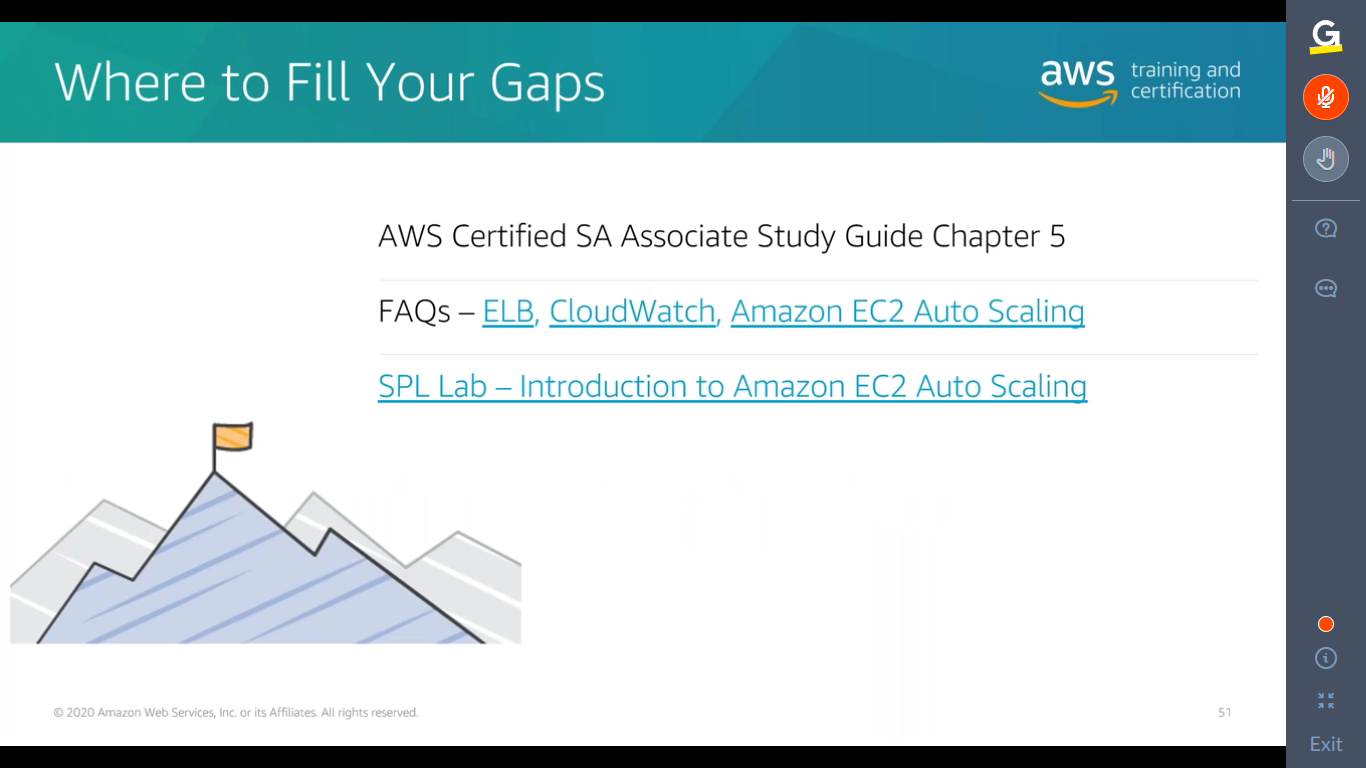 Where to Fill Your Gaps
aws training and
certification
AWS Certified SA Associate Study Guide Chapter 5
FAQs – ELB, CloudWatch, Amazon EC2 Auto Scaling
SPL Lab – Introduction to Amazon EC2 Auto Scaling
© 2020 Amazon Web Services, Inc. or its Affiliates. All rights reserved.
51
G
Exit